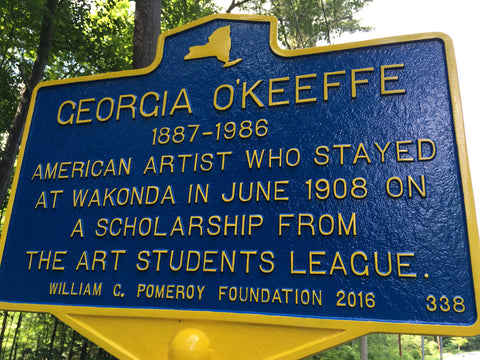 GEORGIA O'KEEFFE
1887-1986
AMERICAN ARTIST WHO STAYED
AT WAKONDA IN JUNE 1908 ON
A SCHOLARSHIP FROM
THE ART STUDENTS LEAGUE.
WILLIAM G. POMEROY FOUNDATION 2016 338